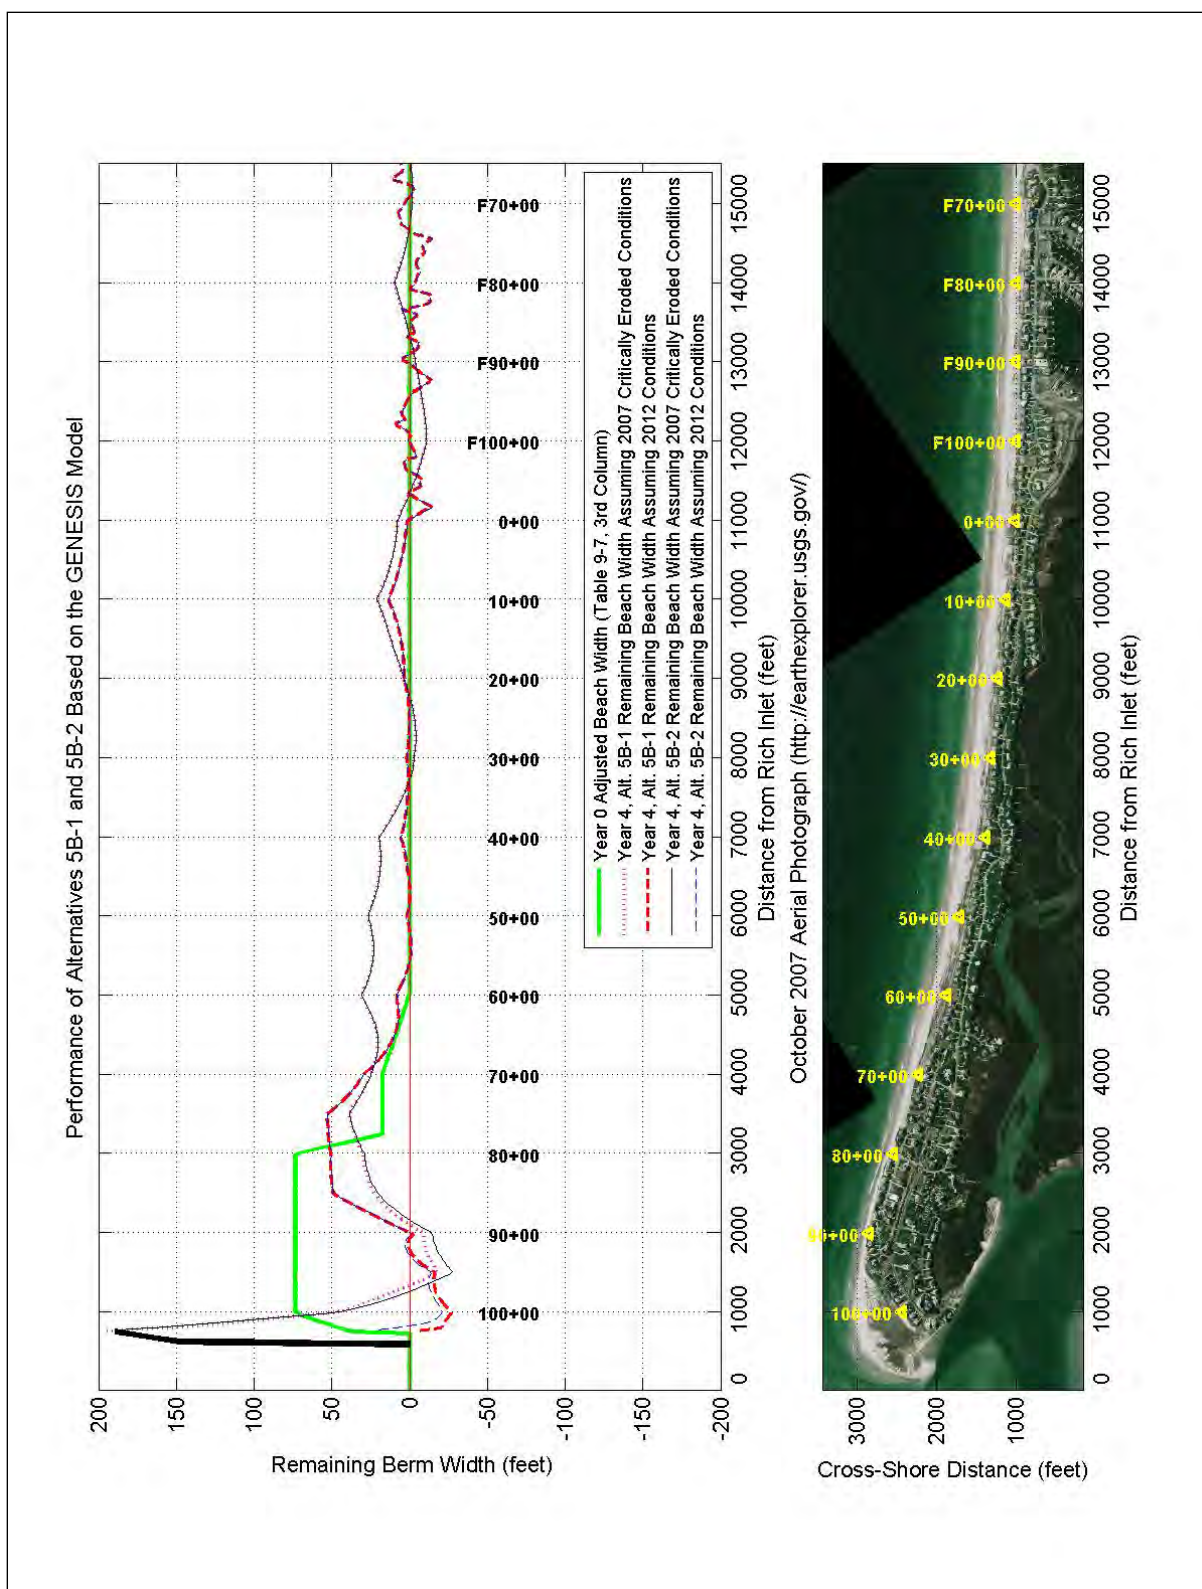 Performance of Alternatives 5B-1 and 5B-2 Based on the GENESIS Model
200
150
100
50
0
-50
-100
-150
-200
Remaining Berm Width (feet)
100+00
90+00
80+00
70+00
60+00
50+00
40+00
30+00
20+00
10+00
0+00
F100+00
F90+00
F80+00
F70+00
Year 0 Adjusted Beach Width (Table 9-7, 3rd Column)
Year 4, Alt. 5B-1 Remaining Beach Width Assuming 2007 Critically Eroded Conditions
Year 4, Alt. 5B-1 Remaining Beach Width Assuming 2012 Conditions
Year 4, Alt. 5B-2 Remaining Beach Width Assuming 2007 Critically Eroded Conditions
Year 4, Alt. 5B-2 Remaining Beach Width Assuming 2012 Conditions
0 1000 2000 3000 4000 5000 6000 7000 8000 9000 10000 11000 12000 13000 14000 15000
Distance from Rich Inlet (feet)
October 2007 Aerial Photograph (http://earthexplorer.usgs.gov/)
3000
2000
1000
Cross-Shore Distance (feet)
100+00
80+00
70+00
60+00
50+00
40+00
30+00
20+00
10+00
0+00
F100+00
F90+00
F80+00
F70+00
0 1000 2000 3000 4000 5000 6000 7000 8000 9000 10000 11000 12000 13000 14000 15000
Distance from Rich Inlet (feet)